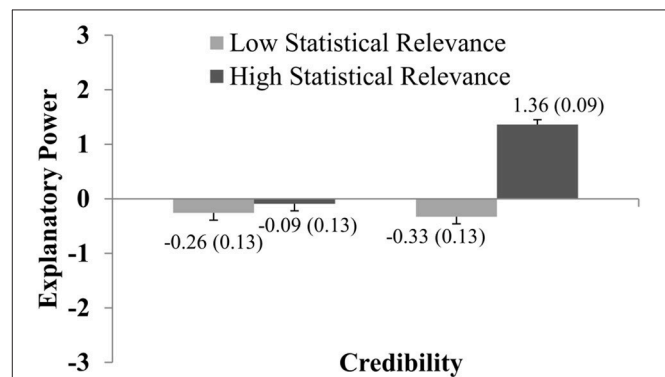 3
Low Statistical Relevance
High Statistical Relevance
2
1.36 (0.09)
1
0
-0.26 (0.13)
-0.09 (0.13)
-0.33 (0.13)
-1
-2
-3
Explanatory Power
Credibility